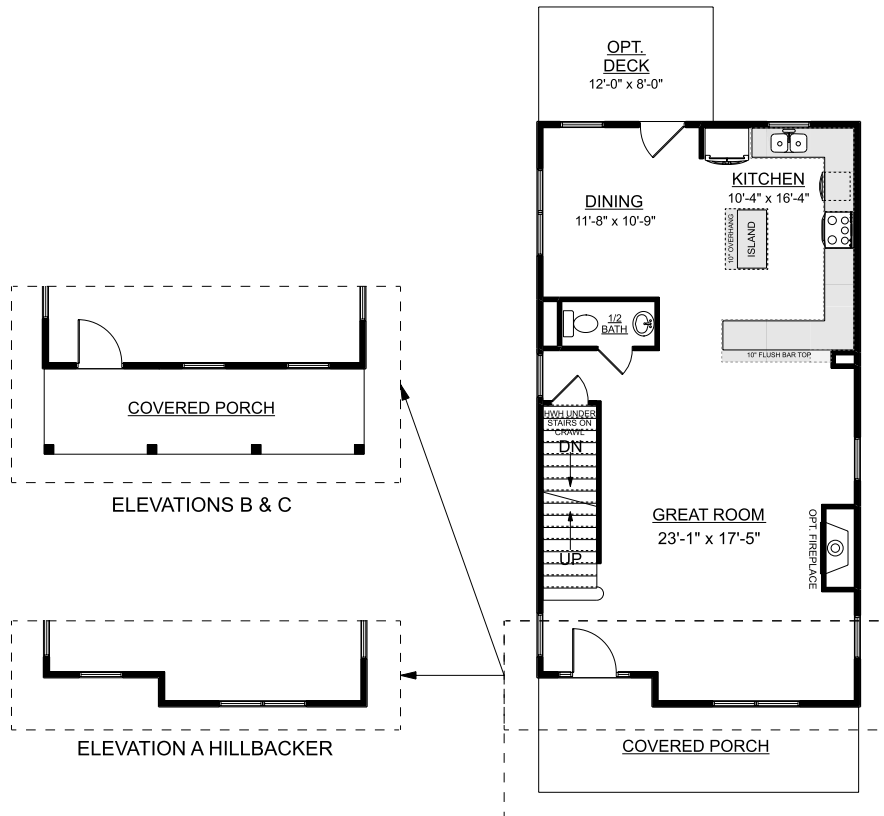 OPT.
DECK
12'-0" x 8'-0"
KITCHEN
10'-4" x 16'-4"
DINING
11'-8" x 10'-9"
10" OVERHANG
ISLAND
1/2
BATH
10" FLUSH BAR TOP
HWH UNDER
STAIRS ON
CRAWL
DN
UP
GREAT ROOM
23'-1" x 17'-5"
OPT. FIREPLACE
COVERED PORCH
ELEVATIONS B & C
ELEVATION A HILLBACKER
COVERED PORCH